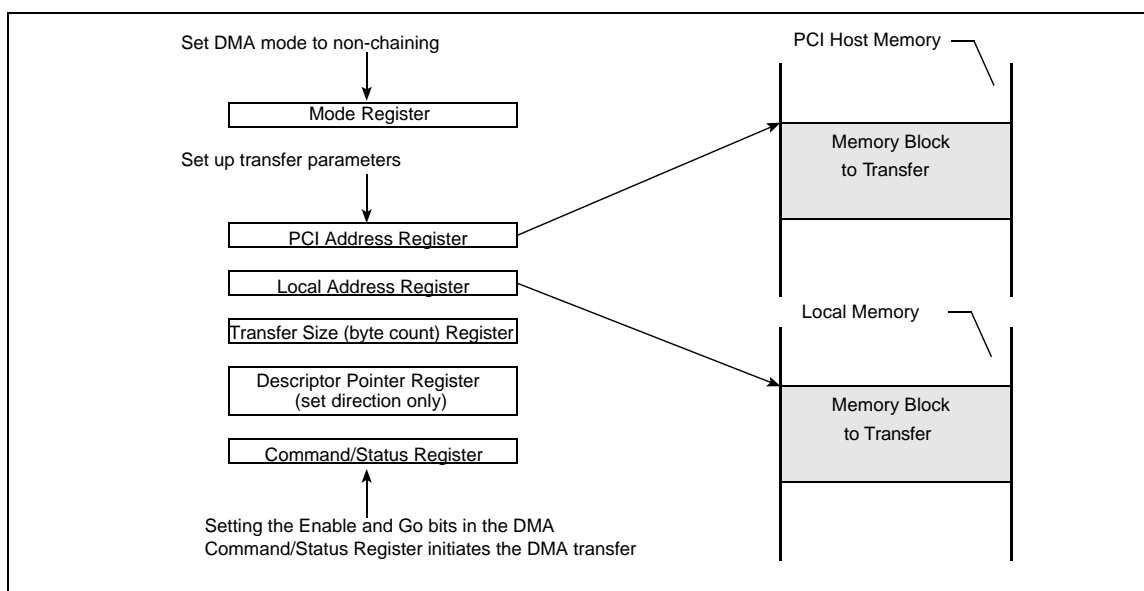 Set DMA mode to non-chaining
Mode Register
Set up transfer parameters
PCI Address Register
Local Address Register
Transfer Size (byte count) Register
Descriptor Pointer Register
(set direction only)
Command/Status Register
Setting the Enable and Go bits in the DMA
Command/Status Register initiates the DMA transfer
PCI Host Memory
Memory Block
to Transfer
Local Memory
Memory Block
to Transfer